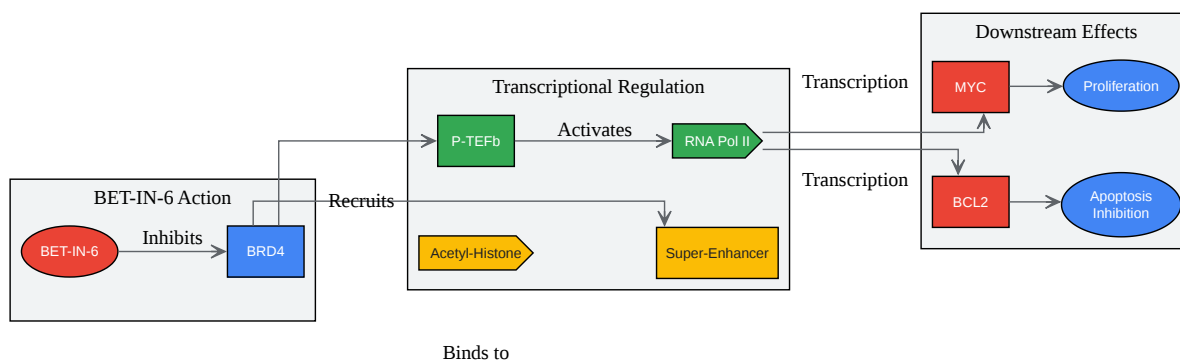 Downstream Effects
Transcriptional Regulation
Transcription
MYC
Proliferation
P-TEFb
Activates
RNA Pol II
Transcription
BET-IN-6 Action
Recruits
BCL2
Apoptosis
Inhibition
BET-IN-6
Inhibits
BRD4
Acetyl-Histone
Super-Enhancer
Binds to